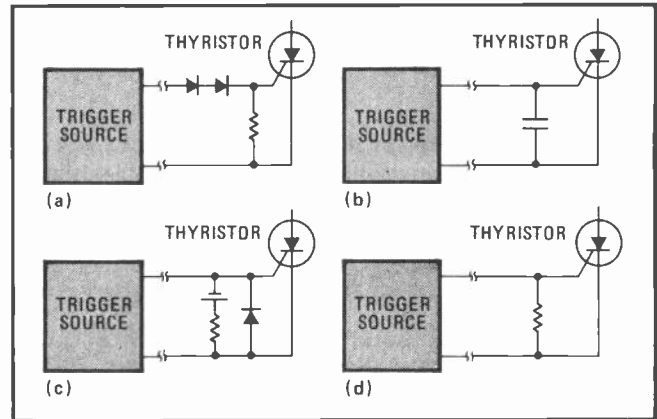 THYRISTOR
TRIGGER
SOURCE
(a)
THYRISTOR
TRIGGER
SOURCE
(b)
THYRISTOR
TRIGGER
SOURCE
(c)
THYRISTOR
TRIGGER
SOURCE
(d)